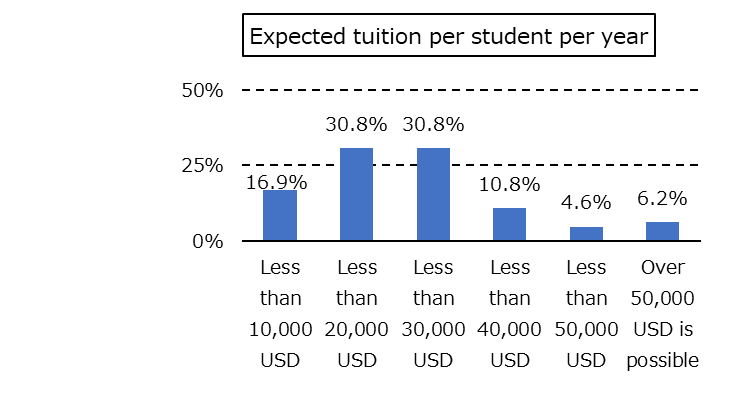 Expected tuition per student per year
50%
30.8% 30.8%
25%
16.9% 10.8% 4.6% 6.2%
0%
Less Less Less Less Less Over
than than than than than 50,000
10,000 20,000 30,000 40,000 50,000 USD is
USD USD USD USD USD possible